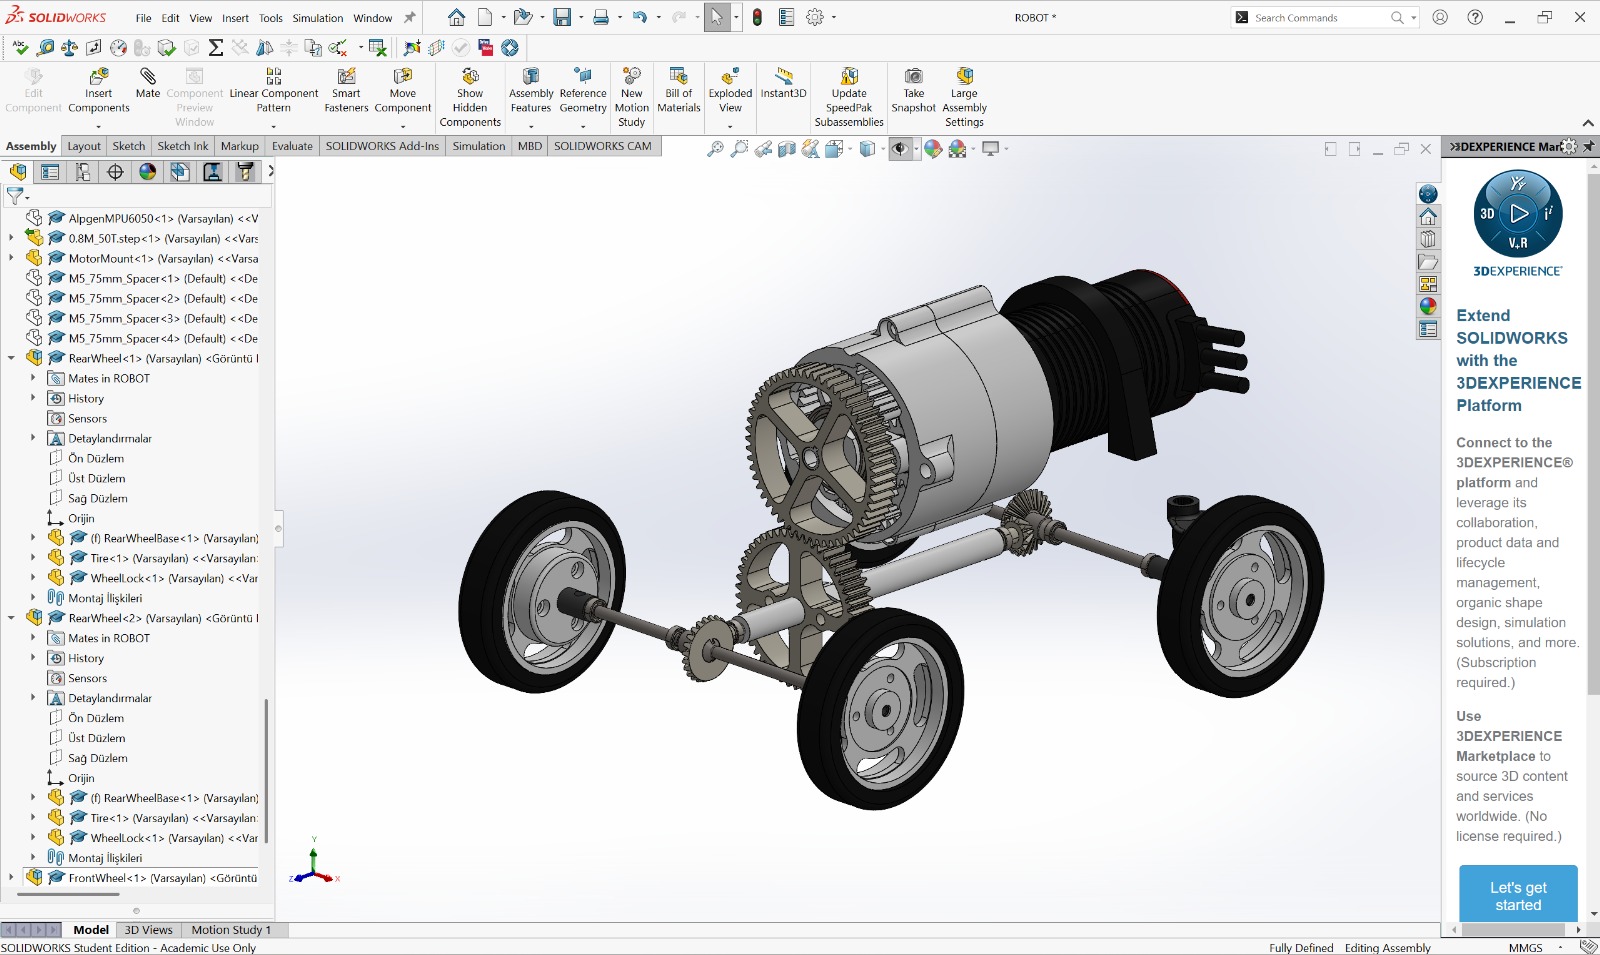 SOLIDWORKS File Edit View Insert Tools Simulation Window
ROBOT *
Search Commands
Edit Component
Insert Components
Mate
Component Preview Window
Linear Component Pattern
Smart Fasteners
Move Component
Show Hidden Components
Assembly Features
Reference Geometry
New Motion Study
Bill of Materials
Exploded View
Instant3D
Update SpeedPak Subassemblies
Take Snapshot
Large Assembly Settings
Assembly Layout Sketch Sketch Ink Markup Evaluate SOLIDWORKS Add-Ins Simulation MBD SOLIDWORKS CAM
AlpgenMPU6050<1> (Varsayılan) <<V
0.8M_50T.step<1> (Varsayılan) <<Vars
MotorMount<1> (Varsayılan) <<Varsa
M5_75mm_Spacer<1> (Default) <<De
M5_75mm_Spacer<2> (Default) <<De
M5_75mm_Spacer<3> (Default) <<De
M5_75mm_Spacer<4> (Default) <<De
RearWheel<1> (Varsayılan) <Görüntü
Mates in ROBOT
History
Sensors
Detaylandırmalar
Ön Düzlem
Üst Düzlem
Sağ Düzlem
Orijin
(f) RearWheelBase<1> (Varsayılan)
Tire<1> (Varsayılan) <<Varsayılan
WheelLock<1> (Varsayılan) <<Var
Montaj İlişkileri
RearWheel<2> (Varsayılan) <Görüntü
Mates in ROBOT
History
Sensors
Detaylandırmalar
Ön Düzlem
Üst Düzlem
Sağ Düzlem
Orijin
(f) RearWheelBase<1> (Varsayılan)
Tire<1> (Varsayılan) <<Varsayılan
WheelLock<1> (Varsayılan) <<Var
Montaj İlişkileri
FrontWheel<1> (Varsayılan) <Görüntü
Y
Z
X
3DEXPERIENCE Mar
3D
V+R
3DEXPERIENCE
Extend
SOLIDWORKS
with the
3DEXPERIENCE
Platform
Connect to the
3DEXPERIENCE®
platform and
leverage its
collaboration,
product data and
lifecycle
management,
organic shape
design, simulation
solutions, and more.
(Subscription
required.)
Use
3DEXPERIENCE
Marketplace to
source 3D content
and services
worldwide. (No
license required.)
Let's get
started
Model 3D Views Motion Study 1
SOLIDWORKS Student Edition - Academic Use Only
Fully Defined Editing Assembly MMGS